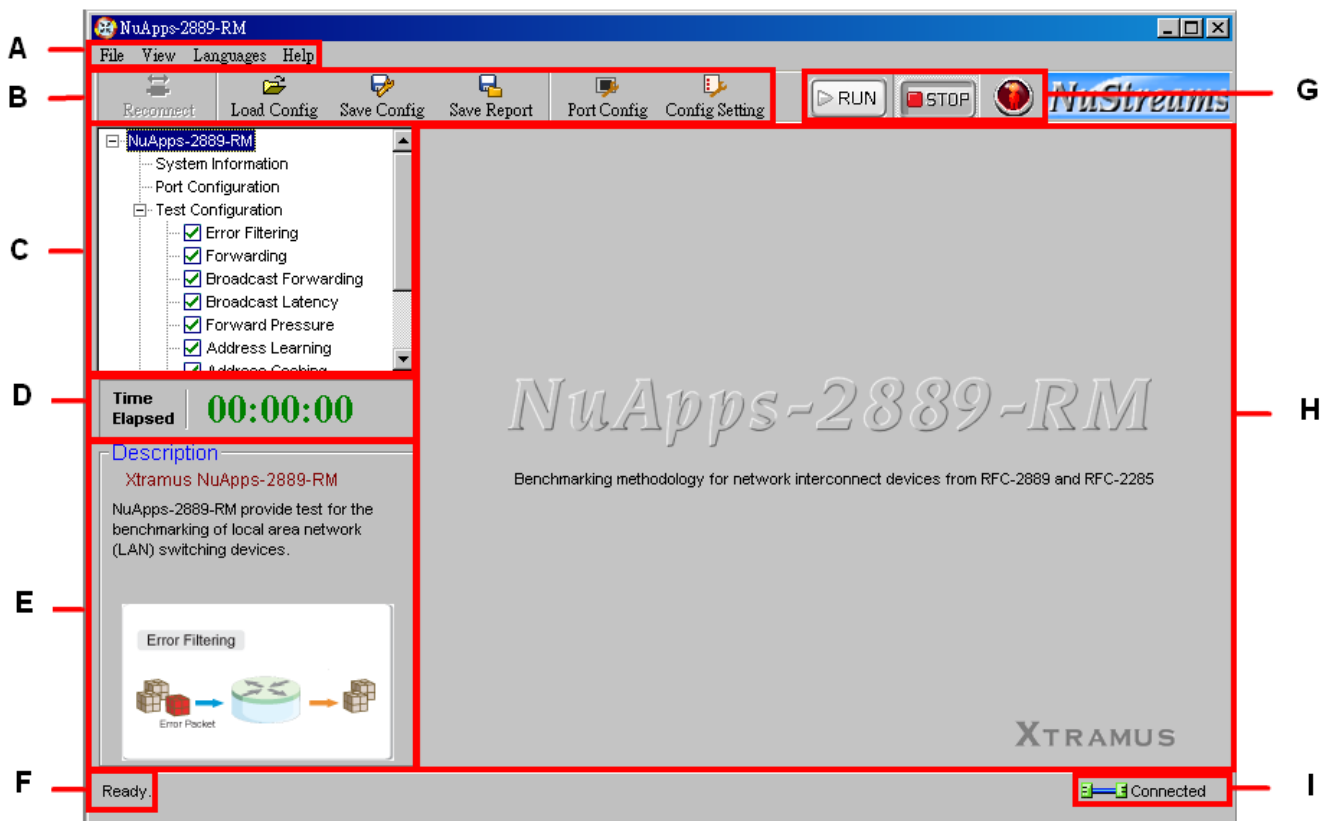 NuApps-2889-RM
A
File View Languages Help
B
Reconnect Load Config Save Config Save Report Port Config Config Setting
RUN STOP
NuStreams
G
C
NuApps-2889-RM
System Information
Port Configuration
Test Configuration
Error Filtering
Forwarding
Broadcast Forwarding
Broadcast Latency
Forward Pressure
Address Learning
Address Caching
D
Time
Elapsed
00:00:00
NuApps-2889-RM
Benchmarking methodology for network interconnect devices from RFC-2889 and RFC-2285
H
Description
Xtramus NuApps-2889-RM
NuApps-2889-RM provide test for the
benchmarking of local area network
(LAN) switching devices.
E
Error Filtering
Error Packet
XTRAMUS
F
Ready.
Connected
I